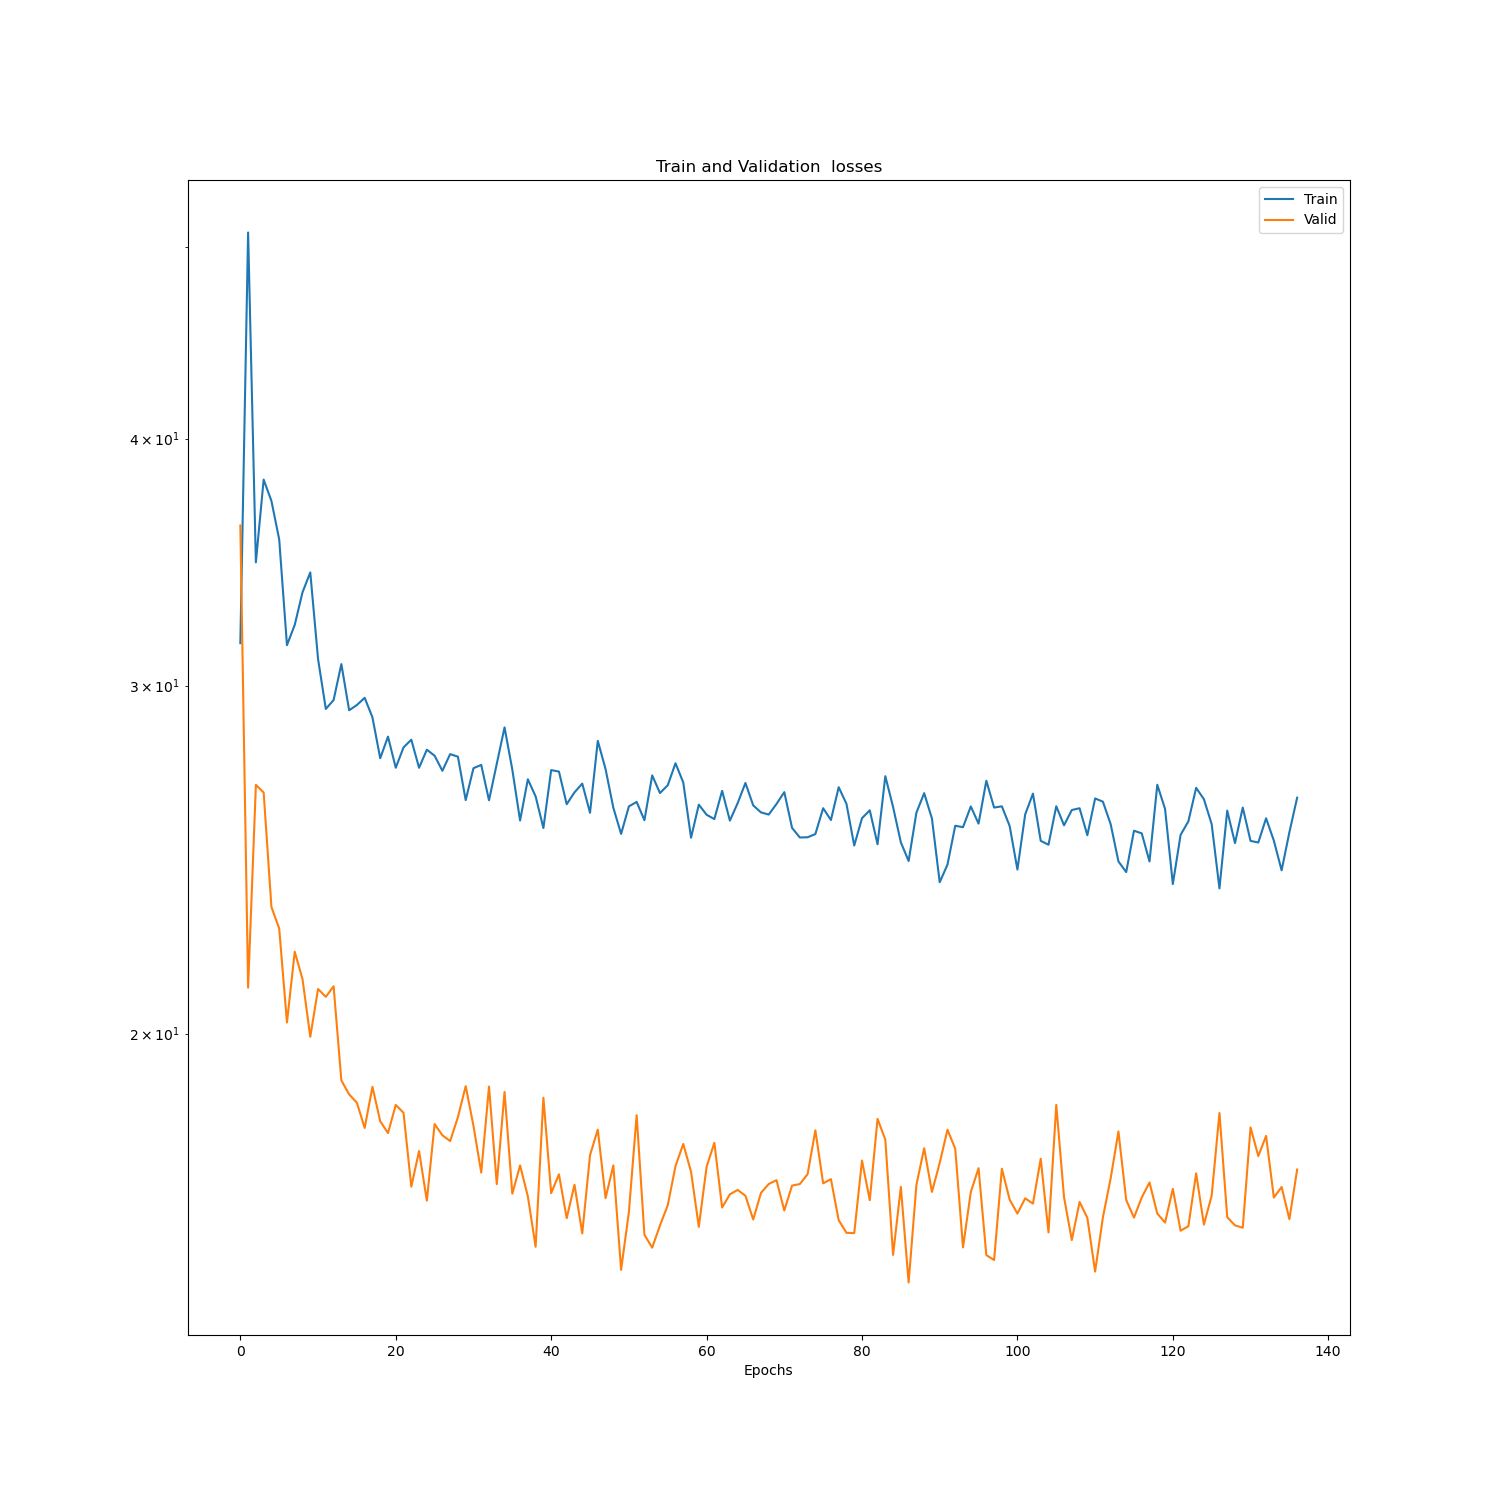 Train and Validation  losses
Train
Valid
4 × 10¹
3 × 10¹
2 × 10¹
0 20 40 60 80 100 120 140
Epochs